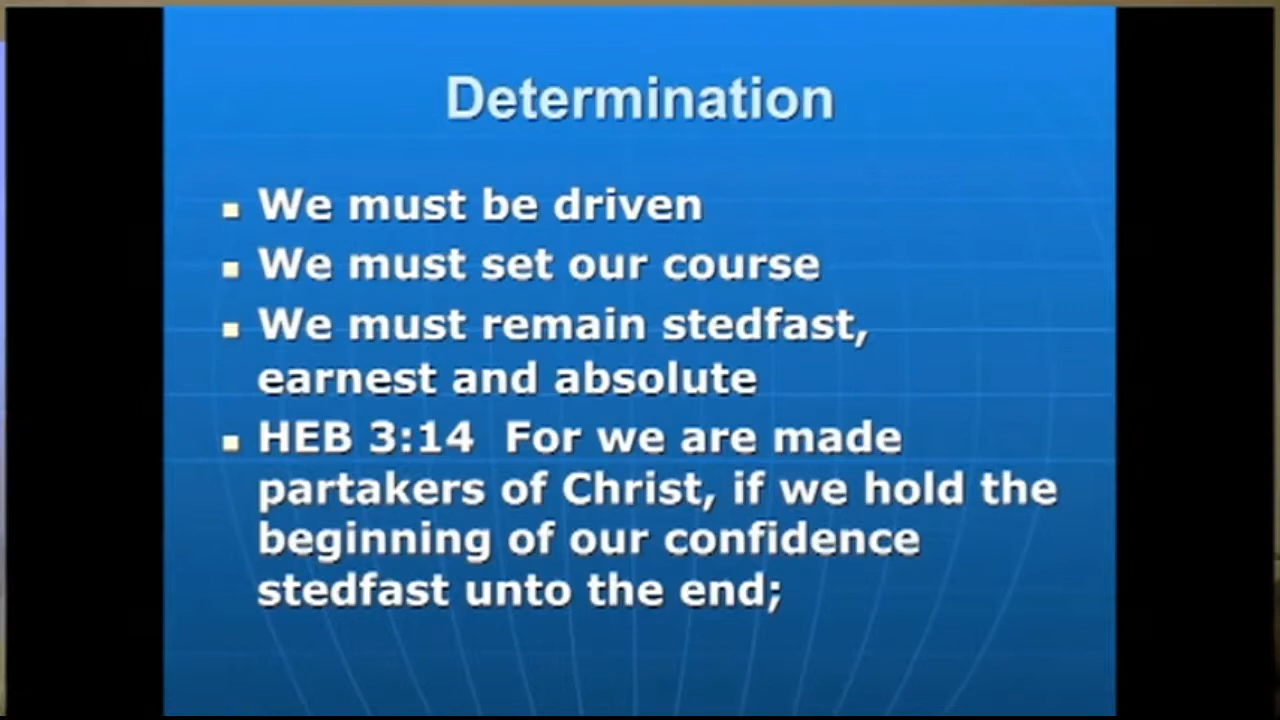 Determination
We must be driven
We must set our course
We must remain stedfast,
earnest and absolute
HEB 3:14 For we are made
partakers of Christ, if we hold the
beginning of our confidence
stedfast unto the end;